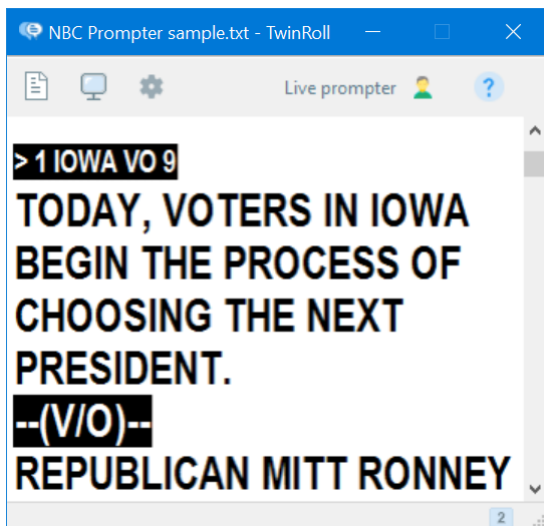 NBC Prompter sample.txt - TwinRoll
Live prompter
?
> 1 IOWA VO 9
TODAY, VOTERS IN IOWA
BEGIN THE PROCESS OF
CHOOSING THE NEXT
PRESIDENT.
--(V/O)--
REPUBLICAN MITT RONNEY
2